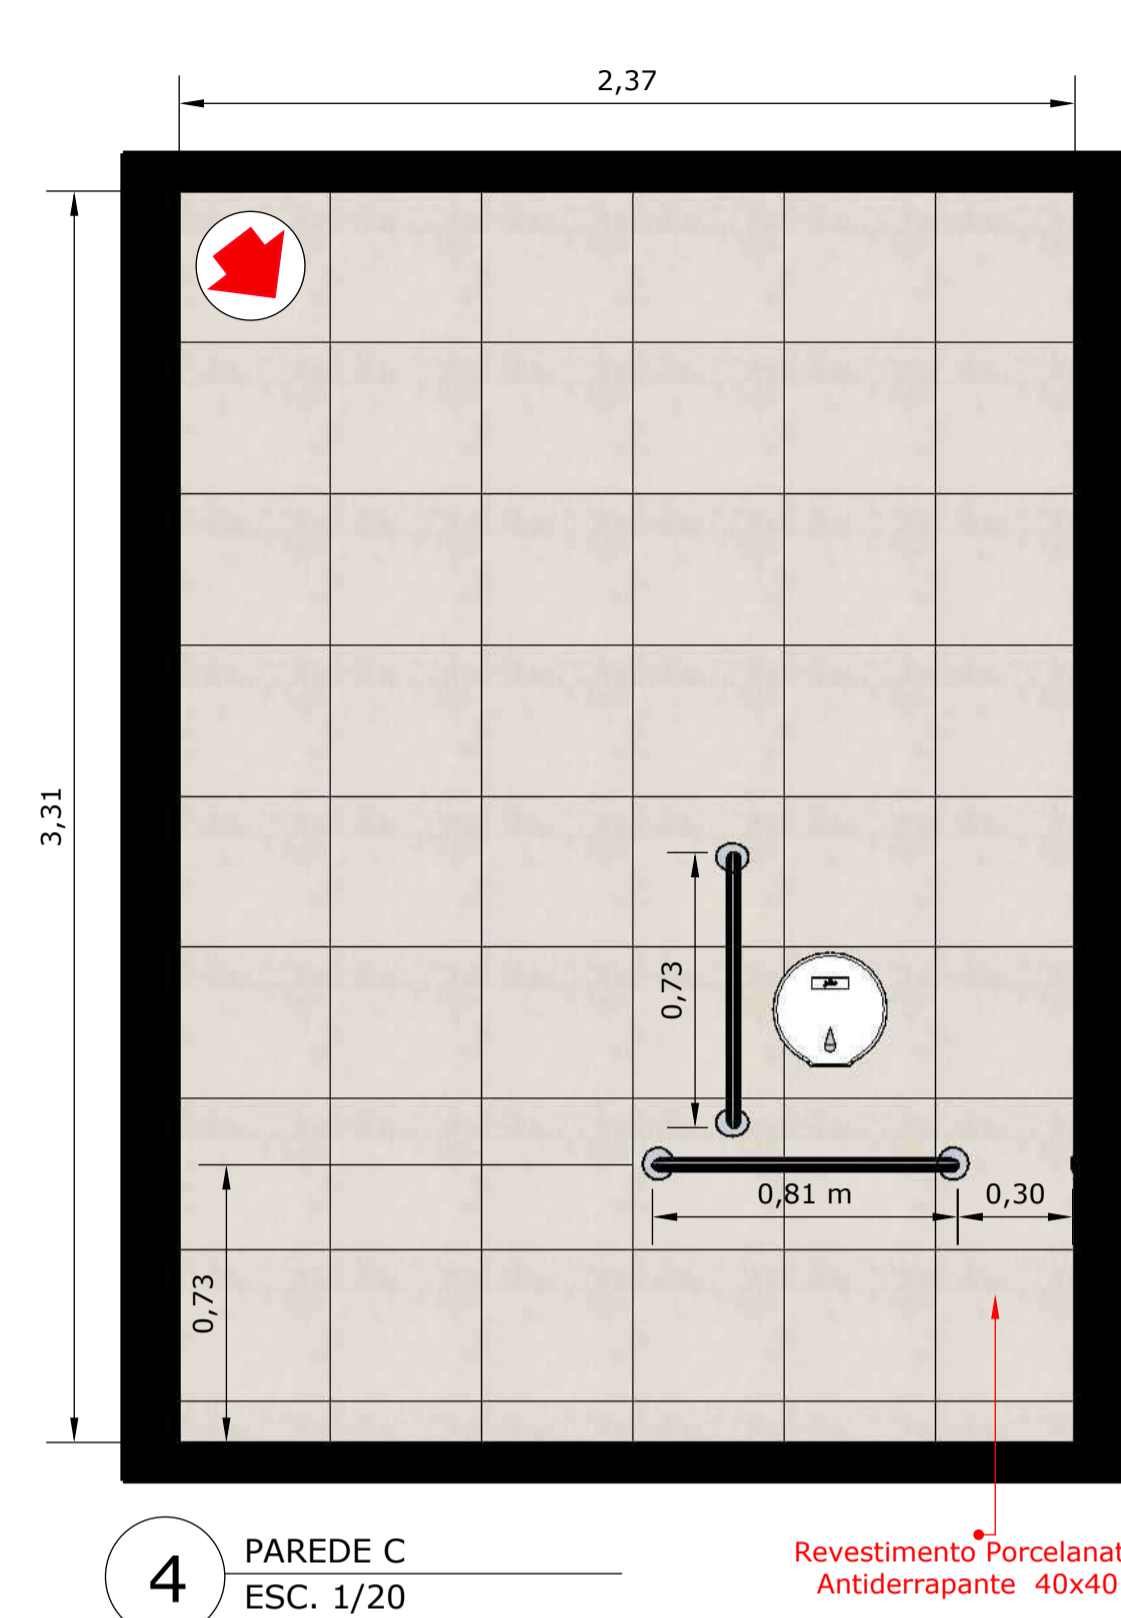 2,37
3,31
0,73
0,81 m
0,30
0,73
4
PAREDE C
ESC. 1/20
Revestimento Porcelanat
Antiderrapante 40x40